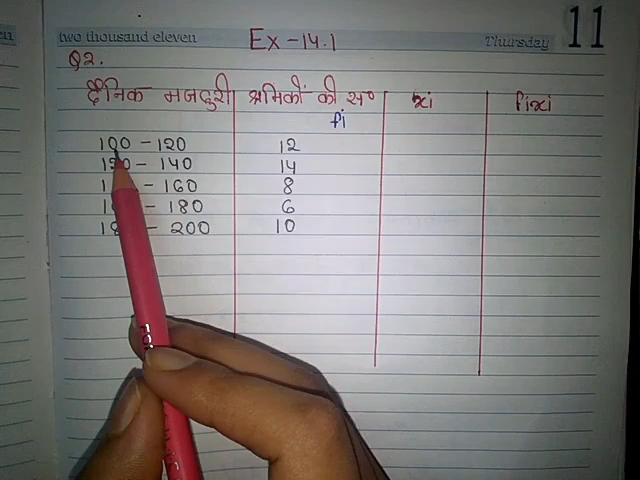 two thousand eleven Ex-14.1 Thursday 11
Q2.
दैनिक मजदुरी श्रमिकों की स० xi fixi
fi
100-120 12
140 14
- 160 8
- 180 6
- 200 10